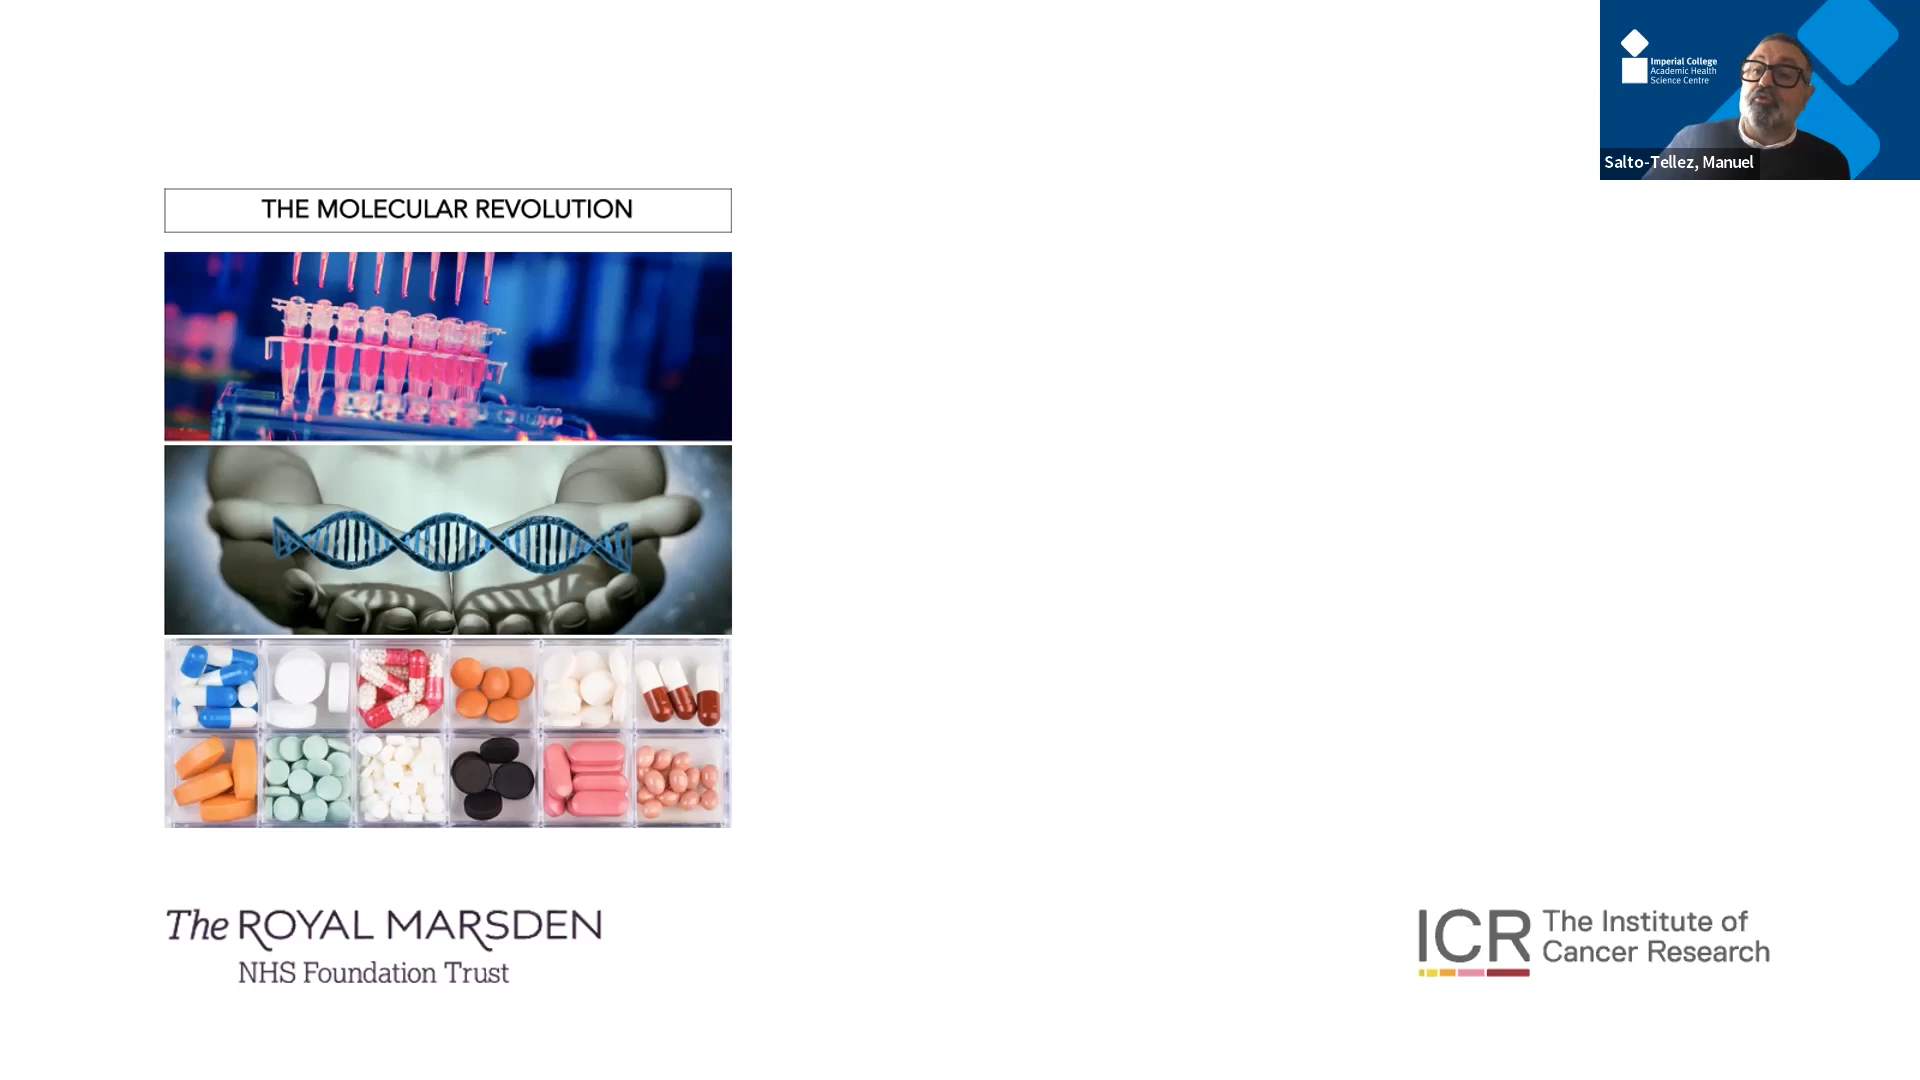 Imperial College
Academic Health
Science Centre
Salto-Tellez, Manuel
THE MOLECULAR REVOLUTION
The ROYAL MARSDEN
NHS Foundation Trust
ICR The Institute of
Cancer Research